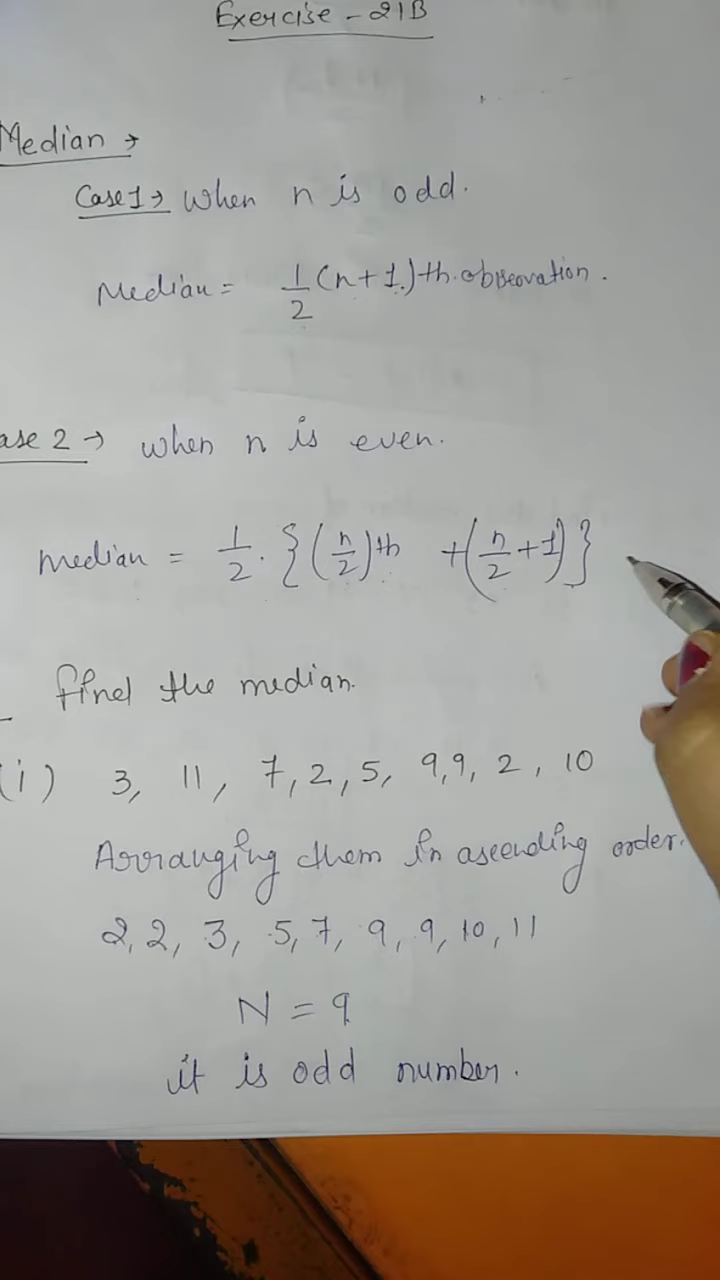 Exercise - 21B
Median →
Case 1 → When n is odd.
Median = 1/2 (n+1) th observation.
ase 2 → when n is even.
median = 1/2 . {(n/2)th + (n/2 + 1)}
find the median.
(i) 3, 11, 7, 2, 5, 9, 9, 2, 10
Arranging them in ascending order.
2, 2, 3, 5, 7, 9, 9, 10, 11
N = 9
it is odd number.